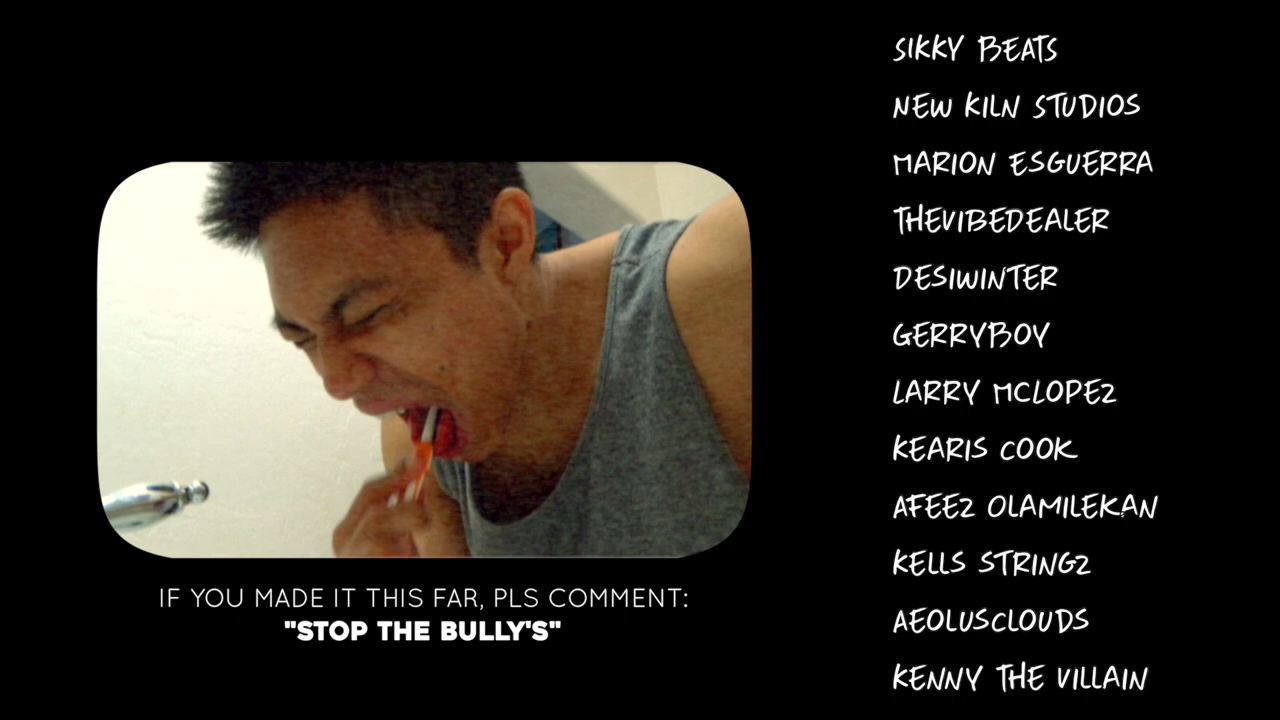 SIKKY BEATS
NEW KILN STUDIOS
MARION ESGUERRA
THEVIBEDEALER
DESIWINTER
GERRYBOY
LARRY MCLOPEZ
KEARIS COOK
AFEEZ OLAMILEKAN
KELLS STRINGZ
AEOLUSCLOUDS
KENNY THE VILLAIN
IF YOU MADE IT THIS FAR, PLS COMMENT:
"STOP THE BULLY'S"